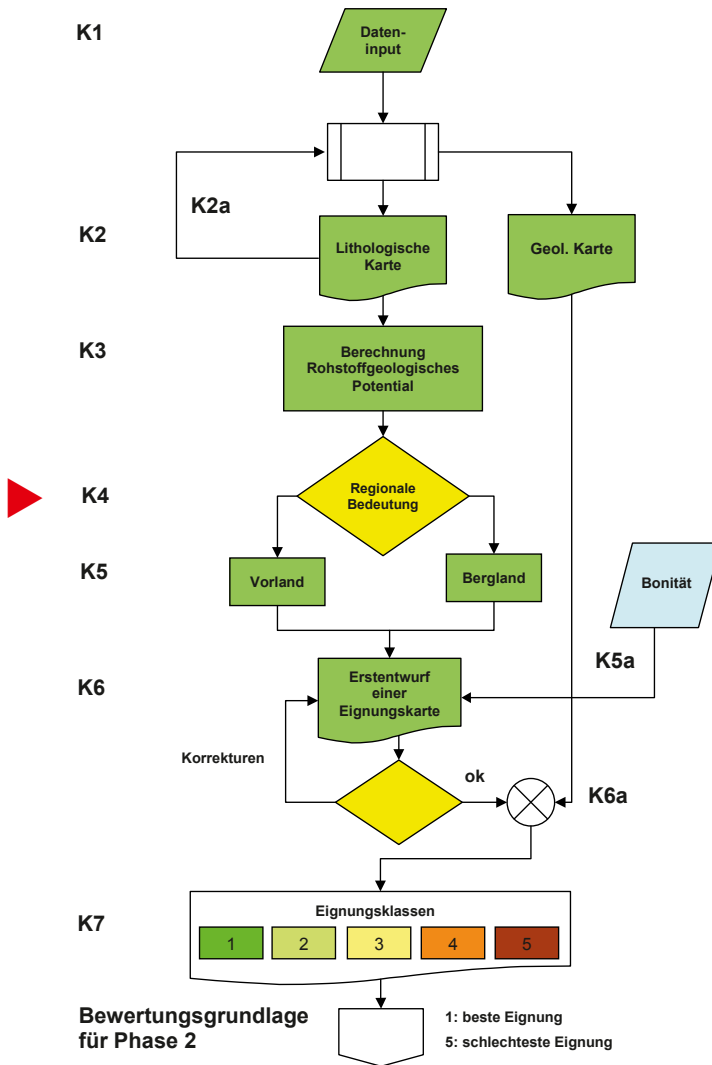 K1
Daten-
input
K2a
K2
Lithologische
Karte
Geol. Karte
K3
Berechnung
Rohstoffgeologisches
Potential
K4
Regionale
Bedeutung
K5
Vorland
Bergland
Bonität
K5a
K6
Erstentwurf
einer
Eignungskarte
Korrekturen
ok
K6a
K7
Eignungsklassen
1 2 3 4 5
Bewertungsgrundlage
für Phase 2
1: beste Eignung
5: schlechteste Eignung